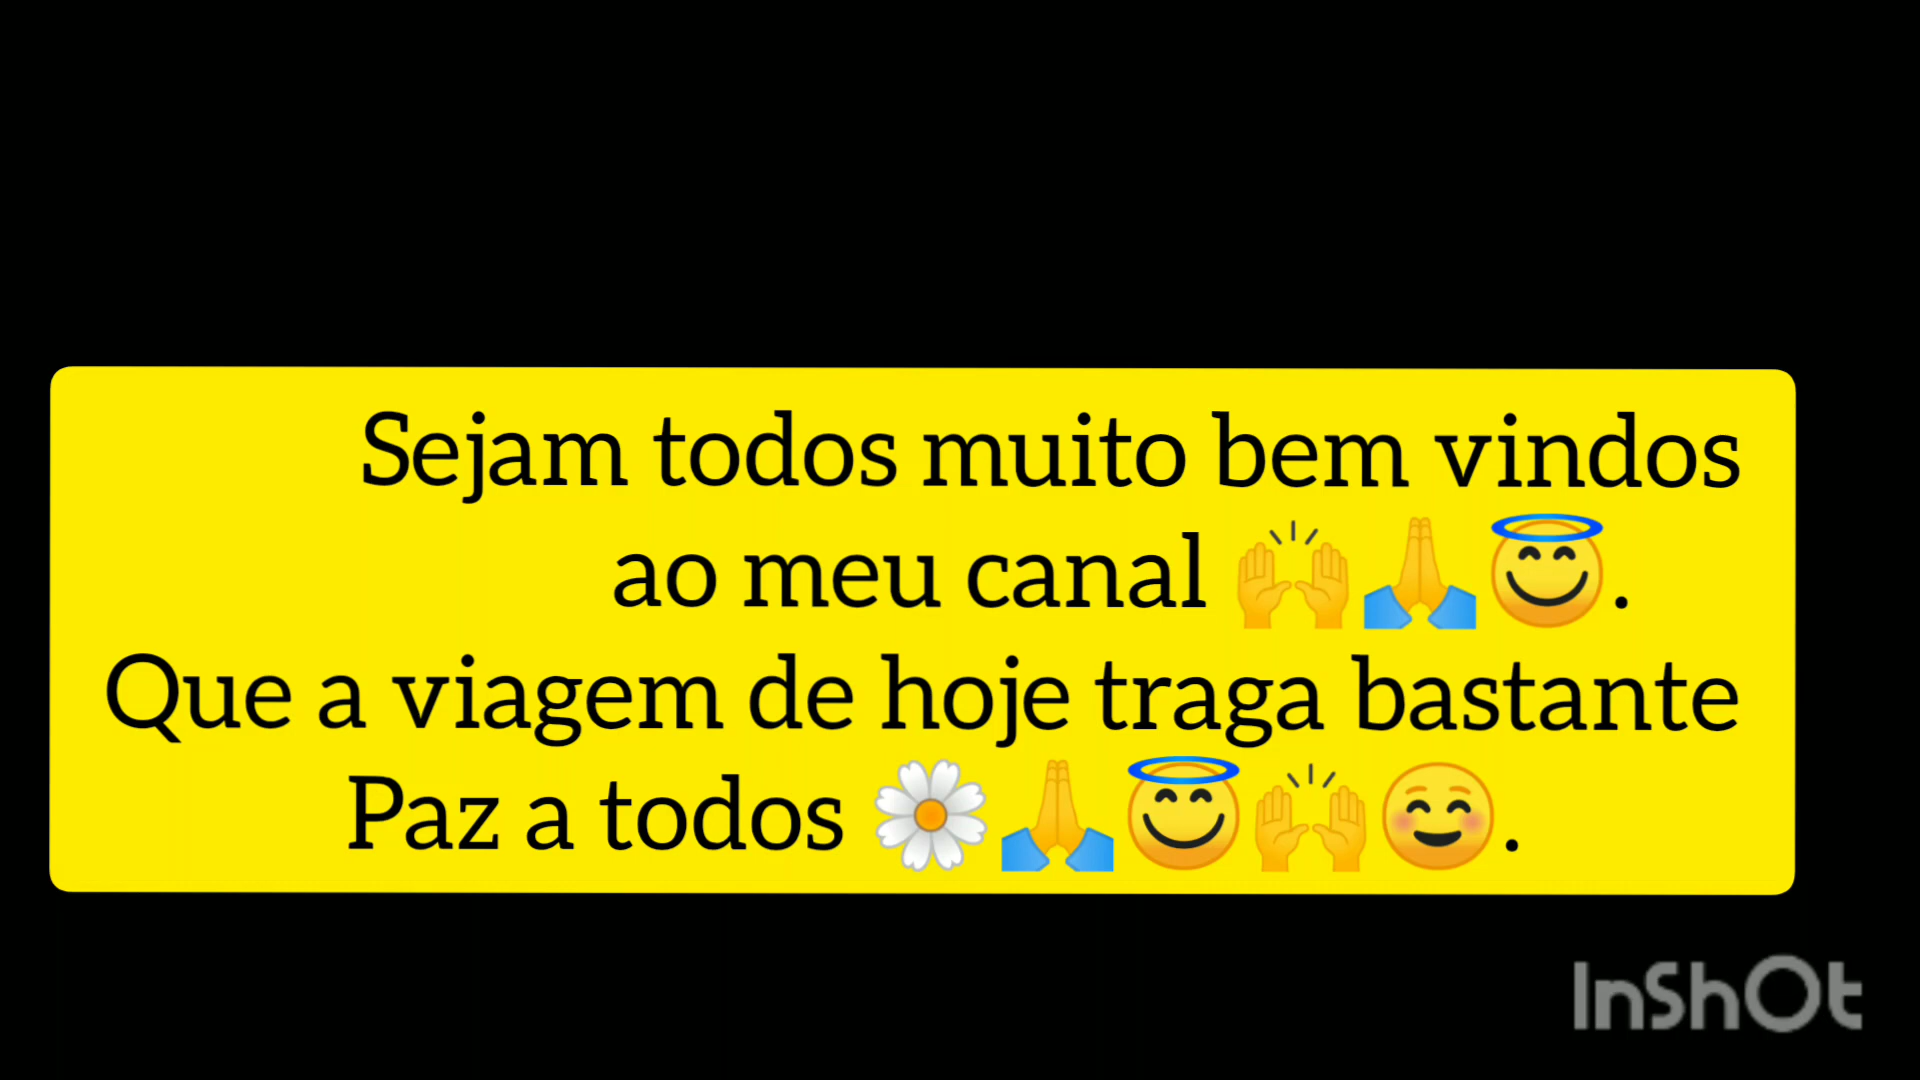 Sejam todos muito bem vindos
ao meu canal 🙌🙏😇.
Que a viagem de hoje traga bastante
Paz a todos 🌼🙏😇🙌☺️.
InShOt